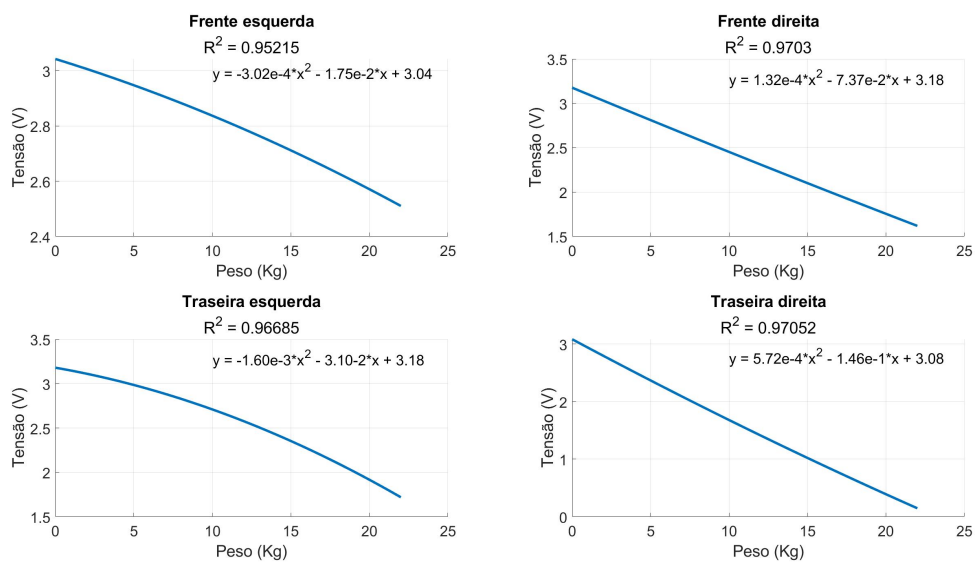 Frente esquerda
R² = 0.95215
y = -3.02e-4*x² - 1.75e-2*x + 3.04
Tensão (V)
3
2.8
2.6
2.4
0 5 10 15 20 25
Peso (Kg)
Frente direita
R² = 0.9703
y = 1.32e-4*x² - 7.37e-2*x + 3.18
Tensão (V)
3.5
3
2.5
2
1.5
0 5 10 15 20 25
Peso (Kg)
Traseira esquerda
R² = 0.96685
y = -1.60e-3*x² - 3.10-2*x + 3.18
Tensão (V)
3.5
3
2.5
2
1.5
0 5 10 15 20 25
Peso (Kg)
Traseira direita
R² = 0.97052
y = 5.72e-4*x² - 1.46e-1*x + 3.08
Tensão (V)
3
2
1
0
0 5 10 15 20 25
Peso (Kg)